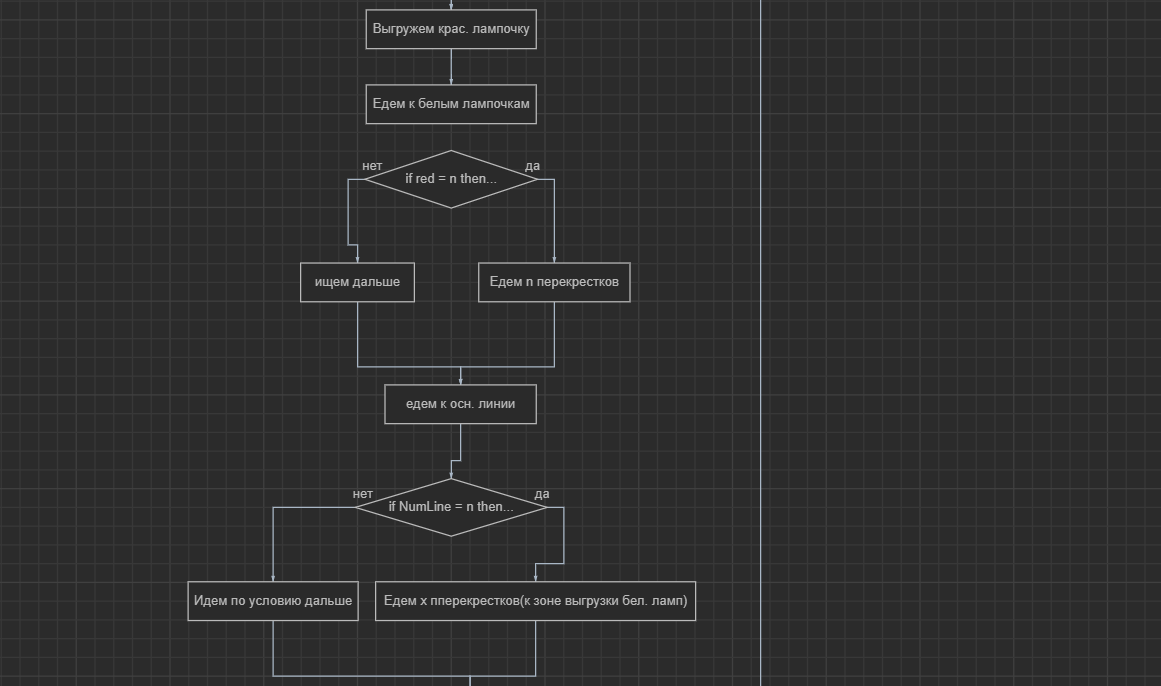 Выгружем крас. лампочку
Едем к белым лампочкам
нет
да
if red = n then...
ищем дальше
Едем n перекрестков
едем к осн. линии
нет
да
if NumLine = n then...
Идем по условию дальше
Едем x пперекрестков(к зоне выгрузки бел. ламп)